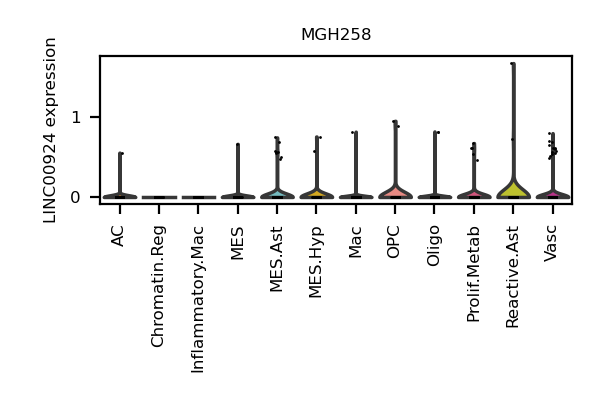 MGH258
LINC00924 expression
1
0
AC
Chromatin.Reg
Inflammatory.Mac
MES
MES.Ast
MES.Hyp
Mac
OPC
Oligo
Prolif.Metab
Reactive.Ast
Vasc